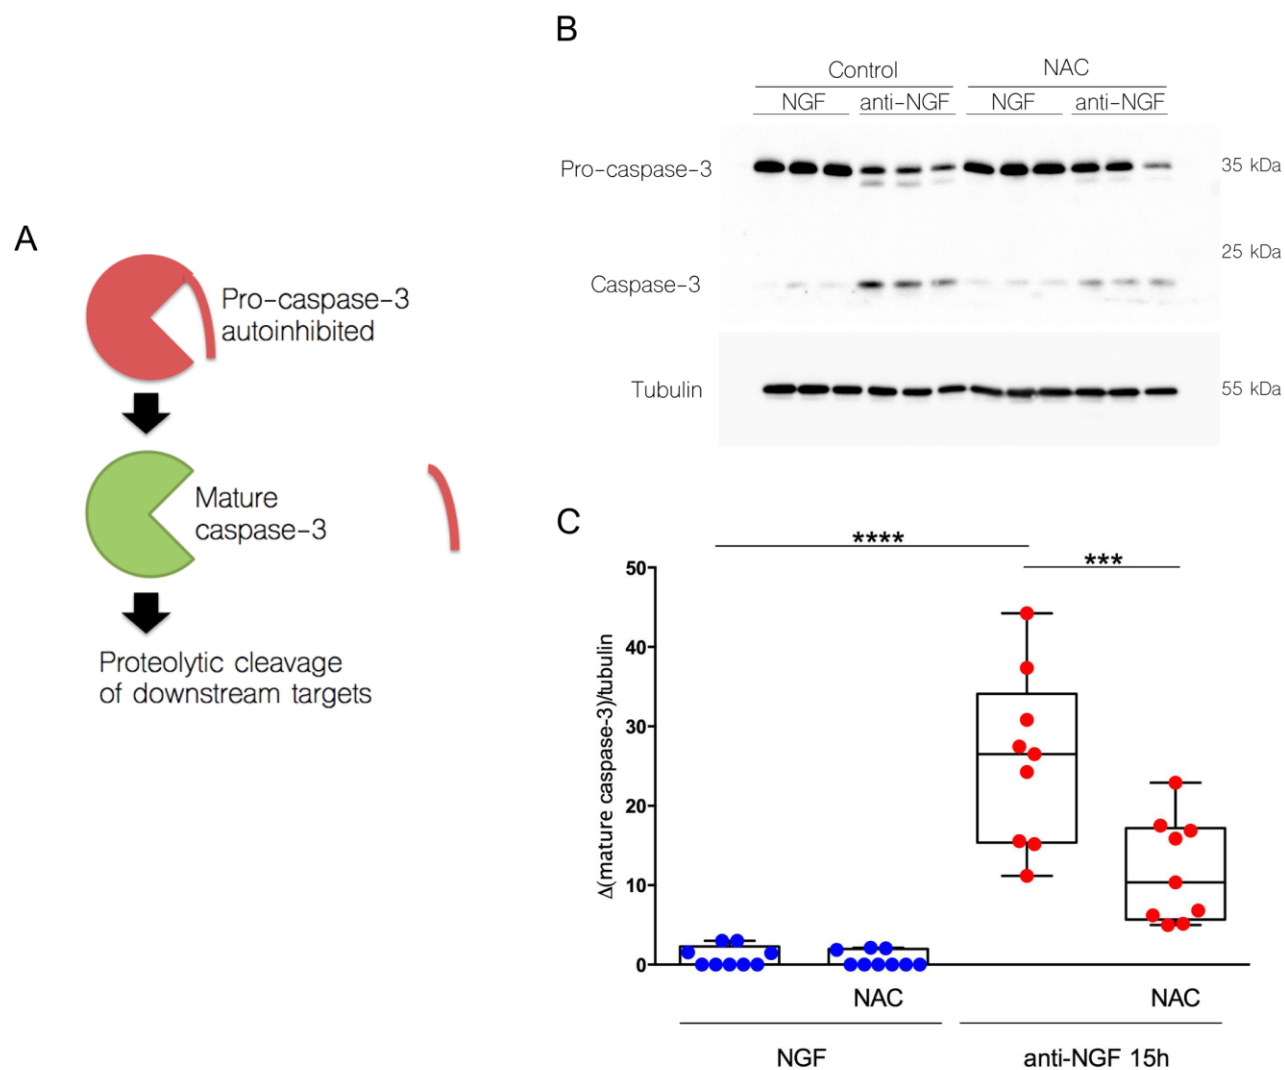 A
Pro-caspase-3
autoinhibited
Mature
caspase-3
Proteolytic cleavage
of downstream targets
B
Control NAC
NGF anti-NGF NGF anti-NGF
Pro-caspase-3 35 kDa
25 kDa
Caspase-3
Tubulin 55 kDa
C
****
***
50
40
30
20
10
0
Δ(mature caspase-3)/tubulin
NAC NAC
NGF anti-NGF 15h